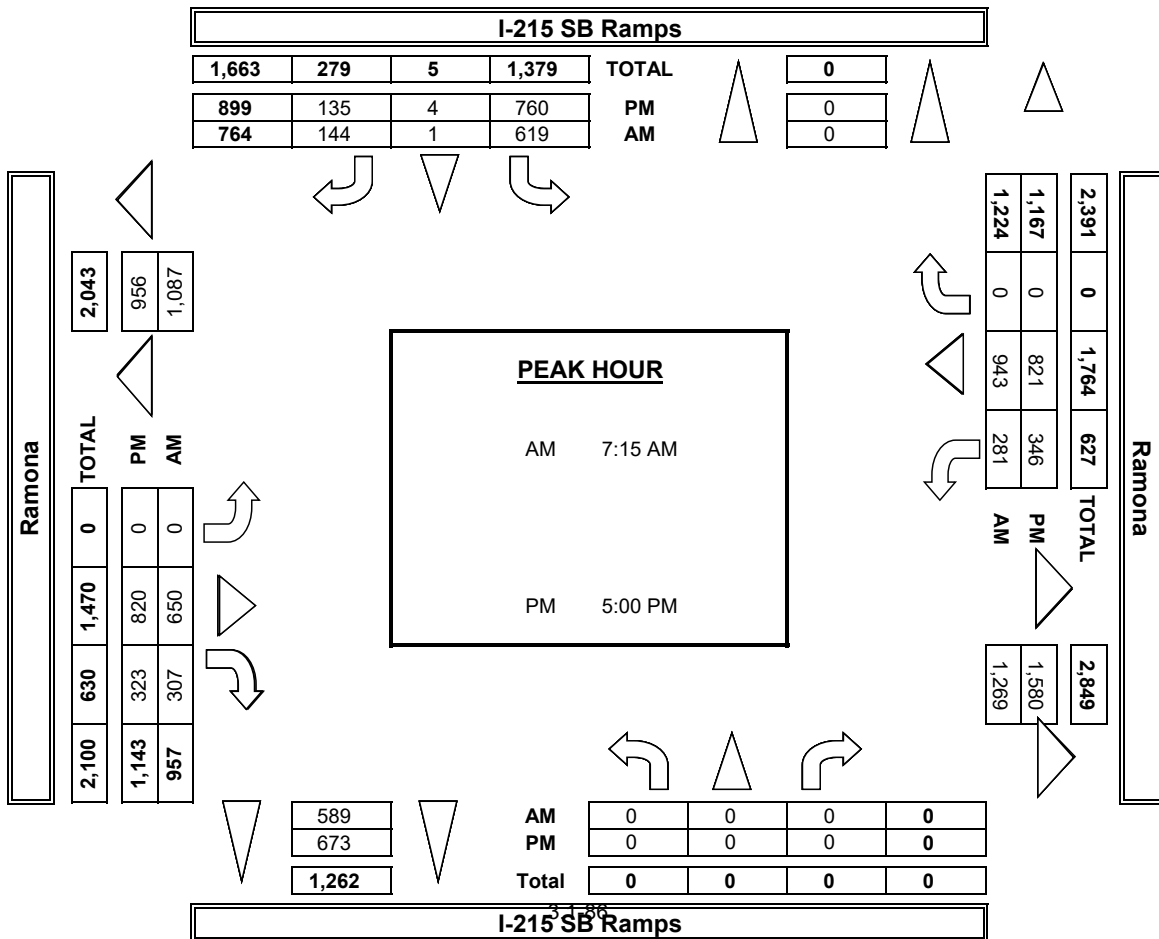 I-215 SB Ramps
1,663 279 5 1,379 TOTAL 0
899 135 4 760 PM 0
764 144 1 619 AM 0
Ramona
2,043
956
1,087
TOTAL
PM
AM
0 1,470 630 2,100
0 820 323 1,143
0 650 307 957
PEAK HOUR
AM 7:15 AM
PM 5:00 PM
2,391 0 1,764 627 TOTAL
1,167 0 821 346 PM
1,224 0 943 281 AM
2,849
1,580
1,269
Ramona
589 AM 0 0 0 0
673 PM 0 0 0 0
1,262 Total 0 0 0 0
3-1-86
I-215 SB Ramps